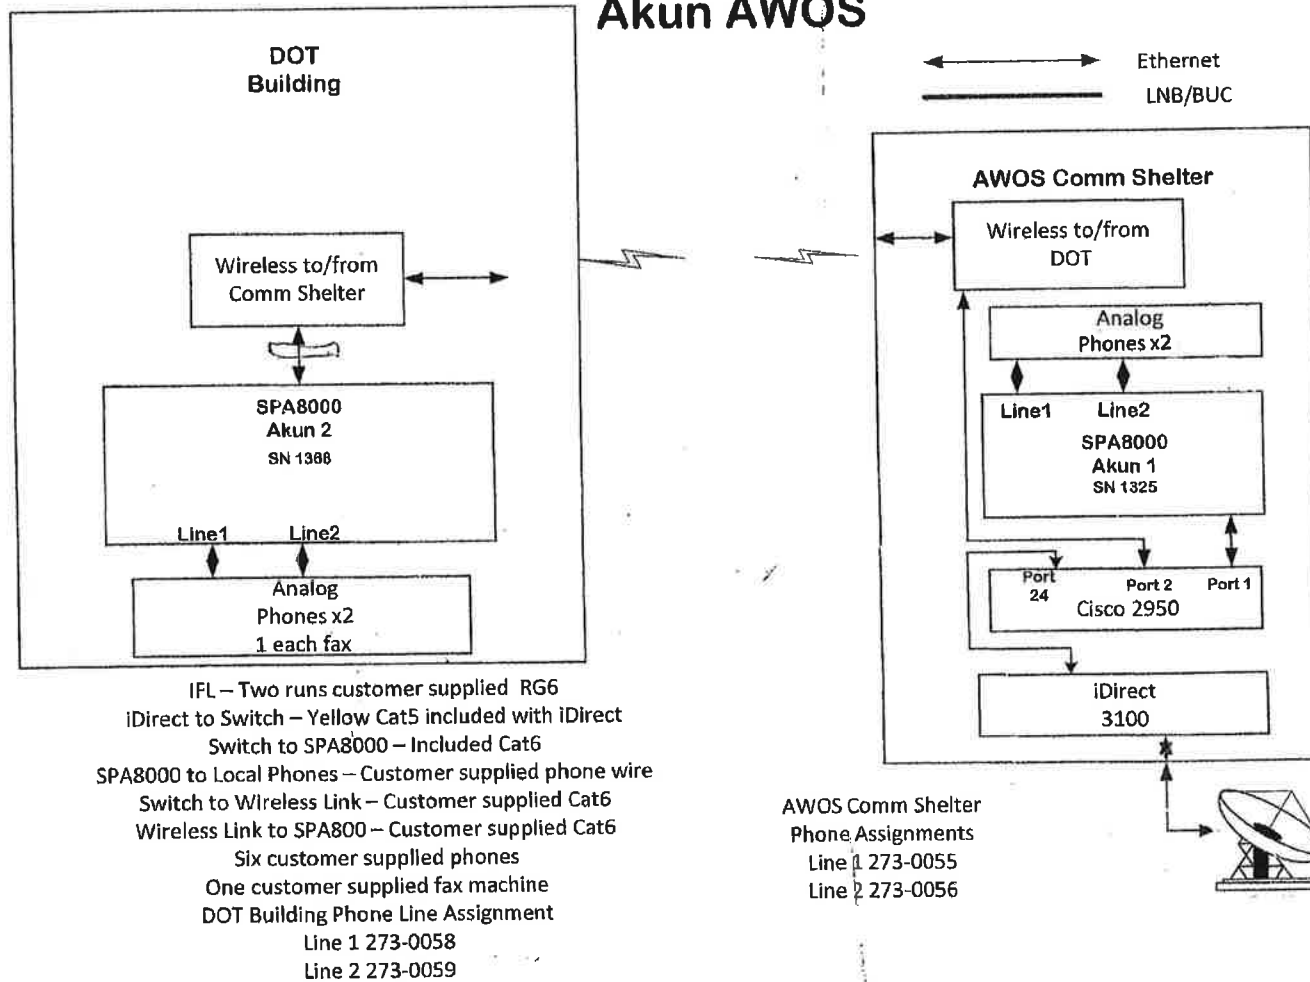 Akun AWOS
DOT
Building
Wireless to/from
Comm Shelter
SPA8000
Akun 2
SN 1368
Line1 Line2
Analog
Phones x2
1 each fax
IFL – Two runs customer supplied RG6
iDirect to Switch – Yellow Cat5 included with iDirect
Switch to SPA8000 – Included Cat6
SPA8000 to Local Phones – Customer supplied phone wire
Switch to Wireless Link – Customer supplied Cat6
Wireless Link to SPA800 – Customer supplied Cat6
Six customer supplied phones
One customer supplied fax machine
DOT Building Phone Line Assignment
Line 1 273-0058
Line 2 273-0059
Ethernet
LNB/BUC
AWOS Comm Shelter
Wireless to/from
DOT
Analog
Phones x2
Line1 Line2
SPA8000
Akun 1
SN 1325
Port
24
Port 2 Port 1
Cisco 2950
iDirect
3100
AWOS Comm Shelter
Phone Assignments
Line 1 273-0055
Line 2 273-0056